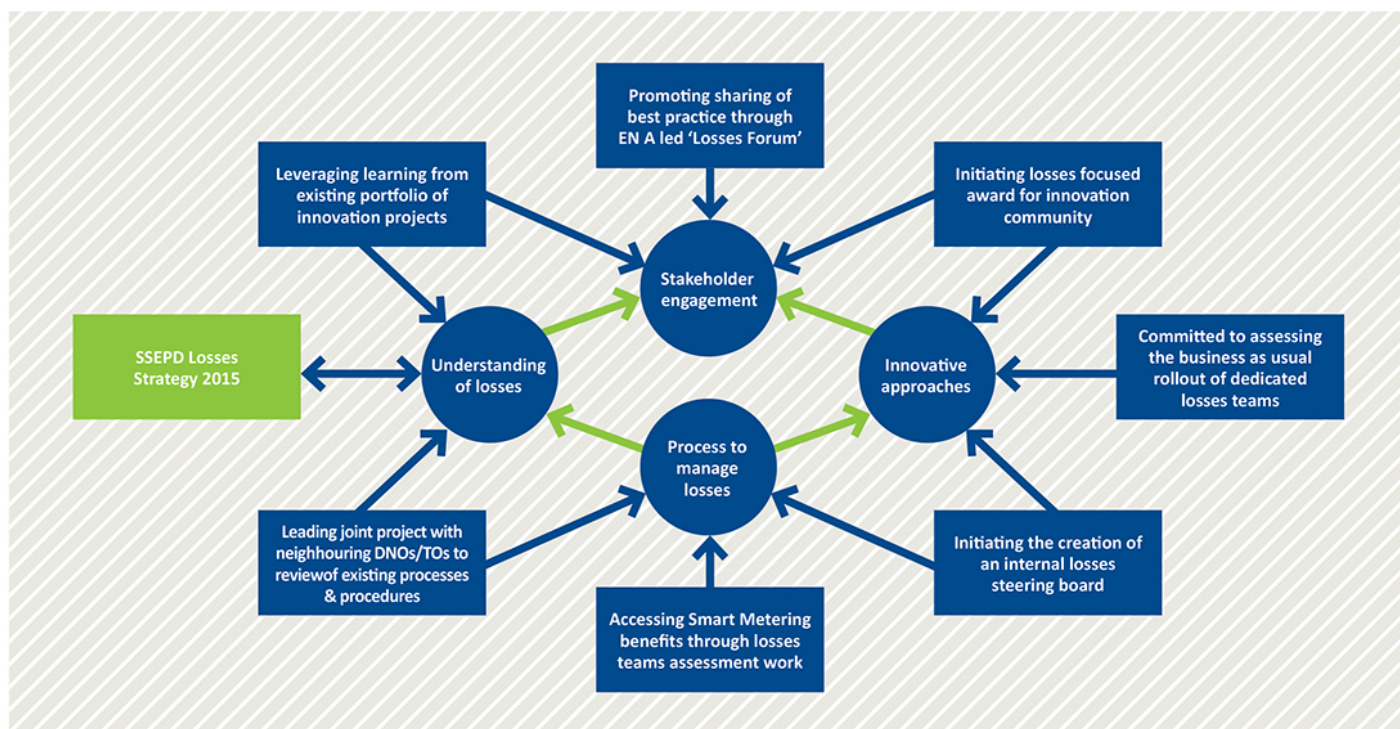 Promoting sharing of
best practice through
EN A led ‘Losses Forum’
Leveraging learning from
existing portfolio of
innovation projects
Initiating losses focused
award for innovation
community
Stakeholder
engagement
SSEPD Losses
Strategy 2015
Understanding
of losses
Innovative
approaches
Committed to assessing
the business as usual
rollout of dedicated
losses teams
Process to
manage
losses
Leading joint project with
neighhouring DNOs/TOs to
reviewof existing processes
& procedures
Accessing Smart Metering
benefits through losses
teams assessment work
Initiating the creation of
an internal losses
steering board